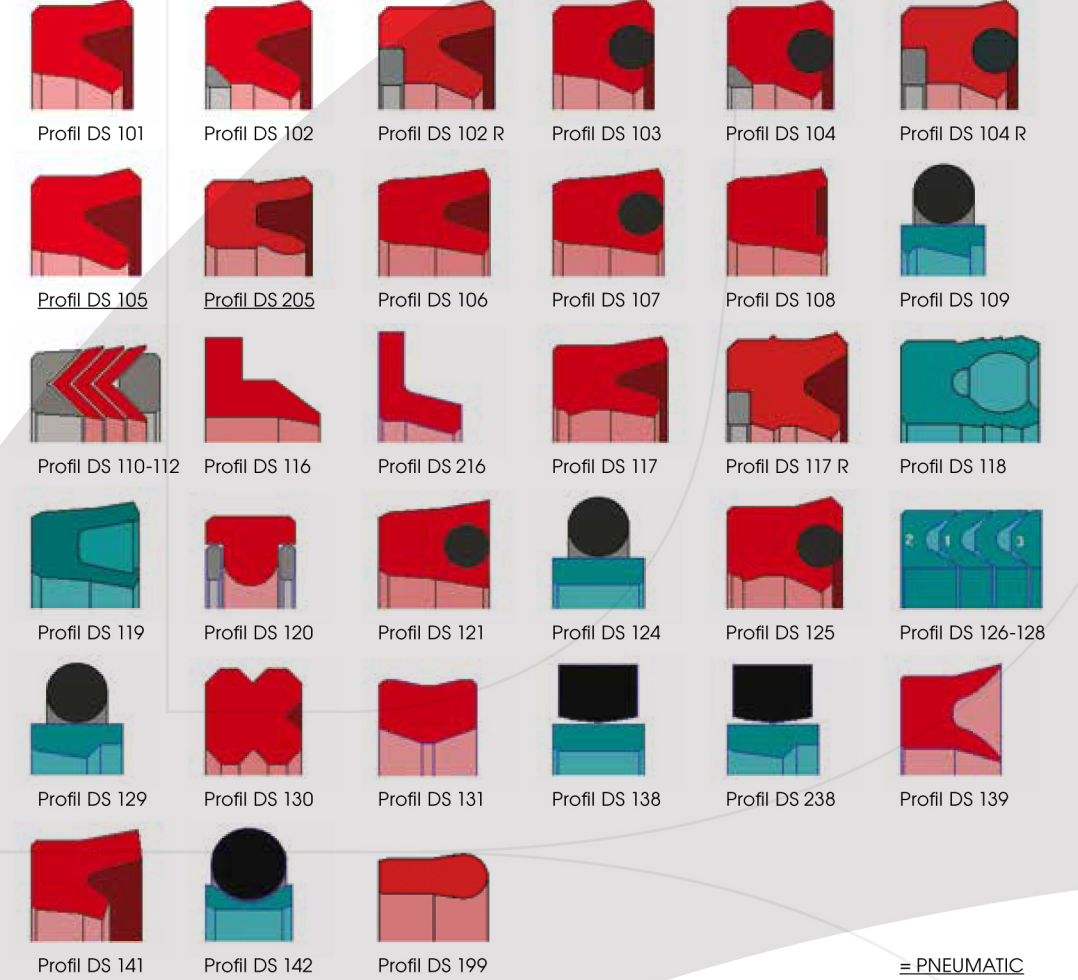 Profil DS 101 Profil DS 102 Profil DS 102 R Profil DS 103 Profil DS 104 Profil DS 104 R
Profil DS 105 Profil DS 205 Profil DS 106 Profil DS 107 Profil DS 108 Profil DS 109
Profil DS 110-112 Profil DS 116 Profil DS 216 Profil DS 117 Profil DS 117 R Profil DS 118
2 1 3
Profil DS 119 Profil DS 120 Profil DS 121 Profil DS 124 Profil DS 125 Profil DS 126-128
Profil DS 129 Profil DS 130 Profil DS 131 Profil DS 138 Profil DS 238 Profil DS 139
Profil DS 141 Profil DS 142 Profil DS 199 = PNEUMATIC